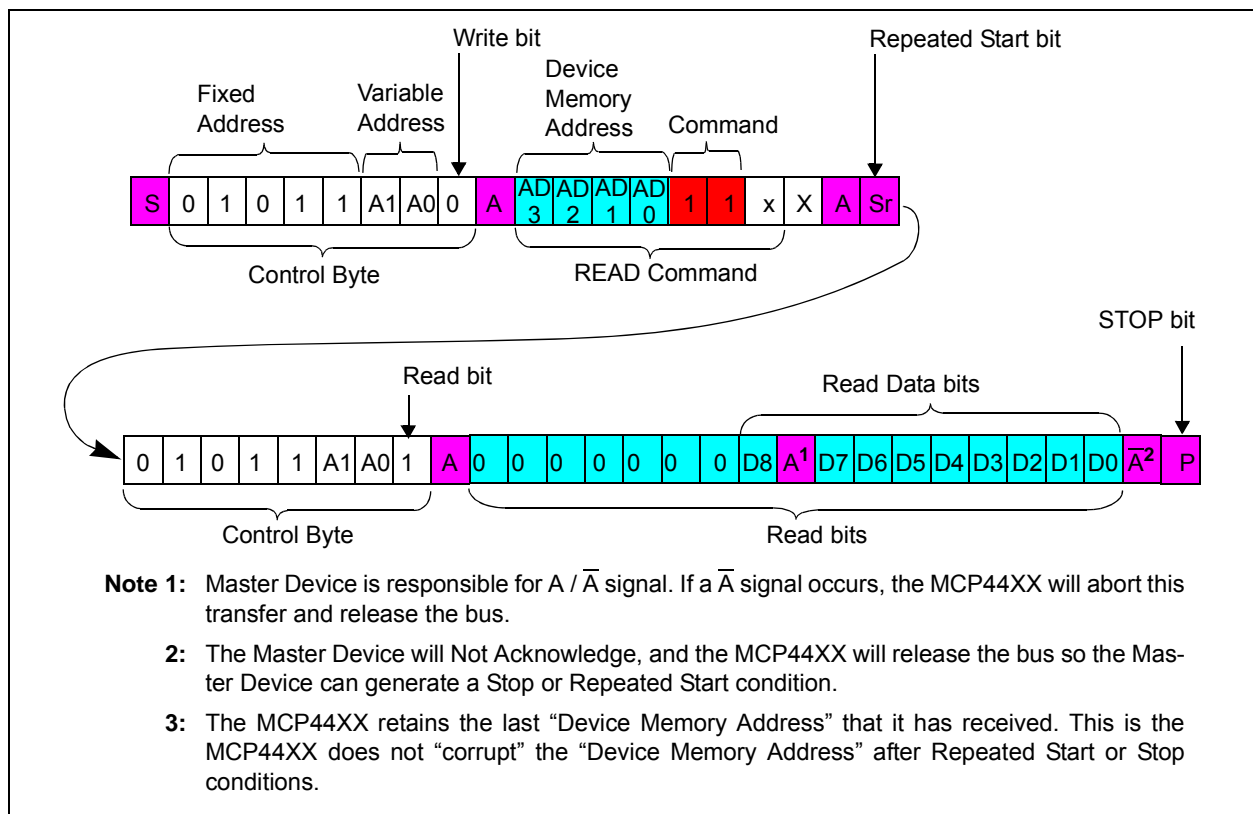 Write bit
Repeated Start bit
Device
Memory
Address
Fixed
Address
Variable
Address
Command
S 0 1 0 1 1 A1 A0 0 A AD3 AD2 AD1 AD0 1 1 x X A Sr
Control Byte
READ Command
STOP bit
Read bit
Read Data bits
0 1 0 1 1 A1 A0 1 A 0 0 0 0 0 0 0 D8 A¹ D7 D6 D5 D4 D3 D2 D1 D0 A̅² P
Control Byte
Read bits
Note 1: Master Device is responsible for A / A̅ signal. If a A̅ signal occurs, the MCP44XX will abort this
transfer and release the bus.
2: The Master Device will Not Acknowledge, and the MCP44XX will release the bus so the Mas-
ter Device can generate a Stop or Repeated Start condition.
3: The MCP44XX retains the last “Device Memory Address” that it has received. This is the
MCP44XX does not “corrupt” the “Device Memory Address” after Repeated Start or Stop
conditions.